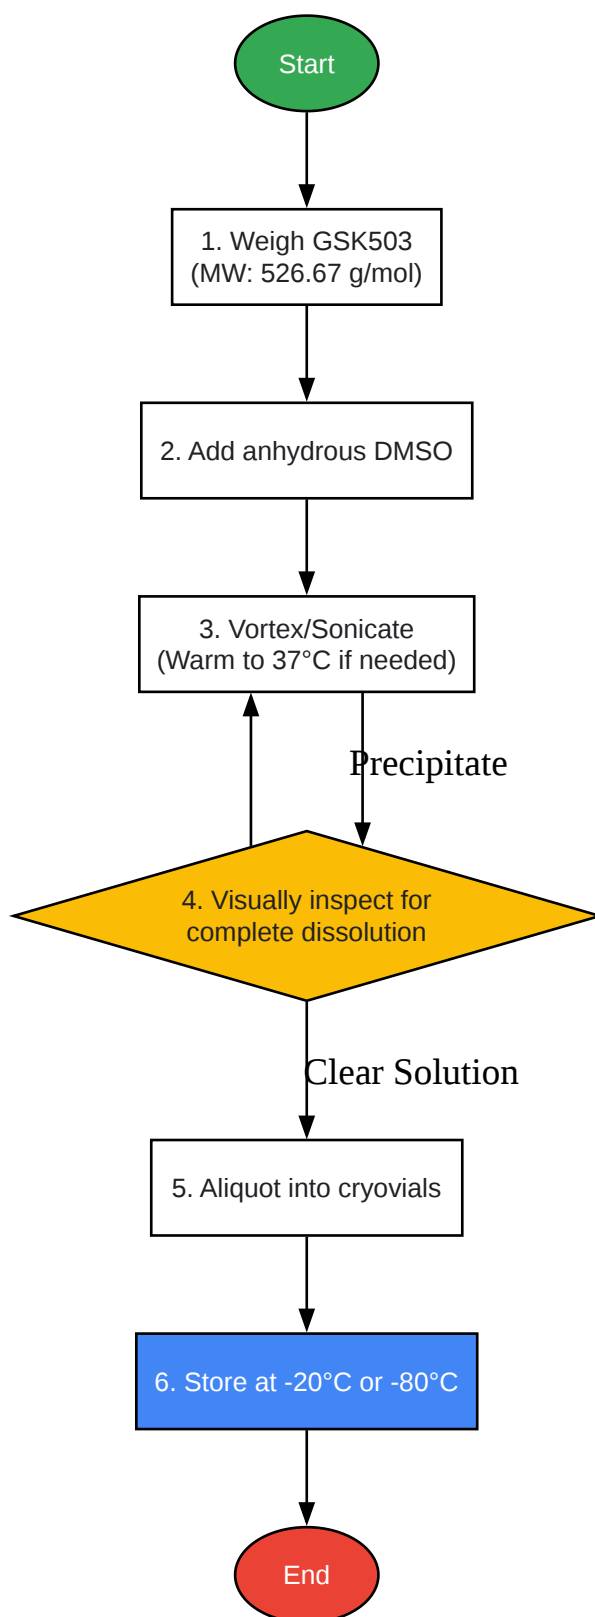 Start
1. Weigh GSK503
(MW: 526.67 g/mol)
2. Add anhydrous DMSO
3. Vortex/Sonicate
(Warm to 37°C if needed)
Precipitate
4. Visually inspect for
complete dissolution
Clear Solution
5. Aliquot into cryovials
6. Store at -20°C or -80°C
End